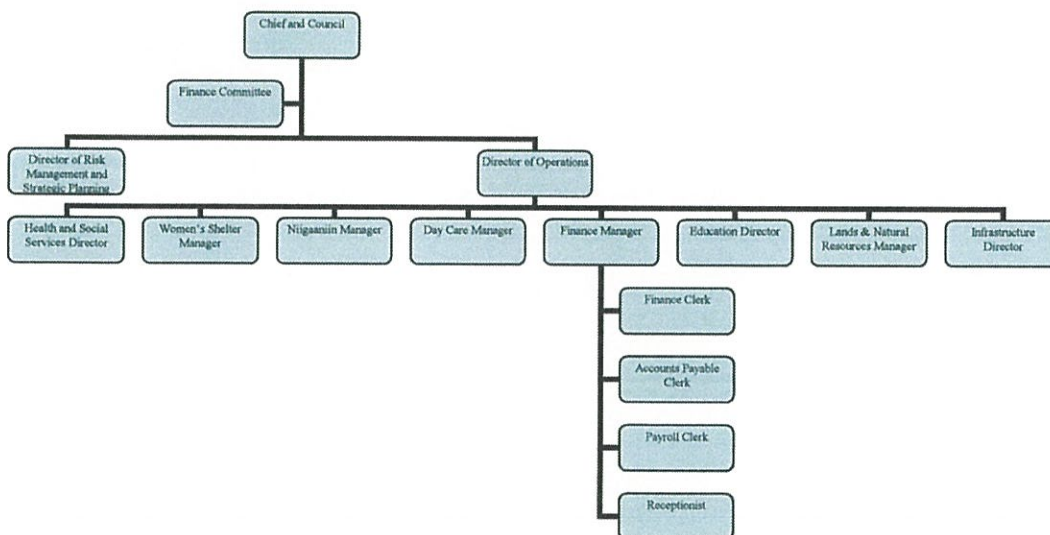 Chief and Council
Finance Committee
Director of Risk
Management and
Strategic Planning
Director of Operations
Health and Social
Services Director
Women's Shelter
Manager
Niigaaniin Manager
Day Care Manager
Finance Manager
Education Director
Lands & Natural
Resources Manager
Infrastructure
Director
Finance Clerk
Accounts Payable
Clerk
Payroll Clerk
Receptionist